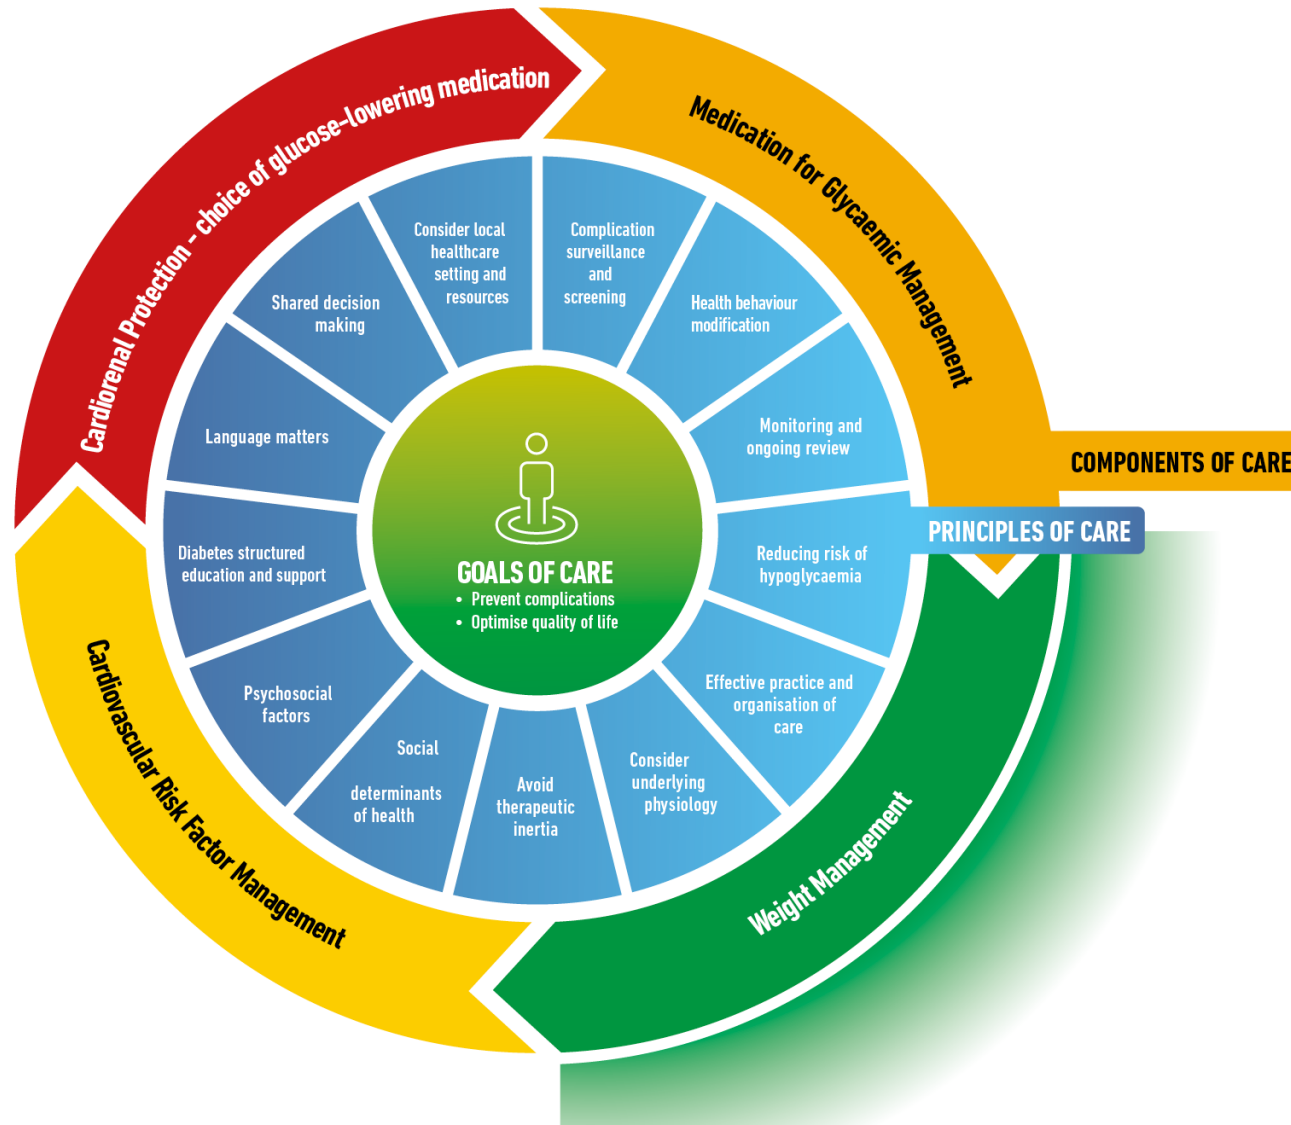 Cardiorenal Protection - choice of glucose-lowering medication
Medication for Glycaemic Management
COMPONENTS OF CARE
PRINCIPLES OF CARE
Weight Management
Cardiovascular Risk Factor Management
Consider local
healthcare
setting and
resources
Complication
surveillance
and
screening
Health behaviour
modification
Monitoring and
ongoing review
Reducing risk of
hypoglycaemia
Effective practice and
organisation of
care
Consider
underlying
physiology
Avoid
therapeutic
inertia
Social
determinants
of health
Psychosocial
factors
Diabetes structured
education and support
Language matters
Shared decision
making
GOALS OF CARE
• Prevent complications
• Optimise quality of life